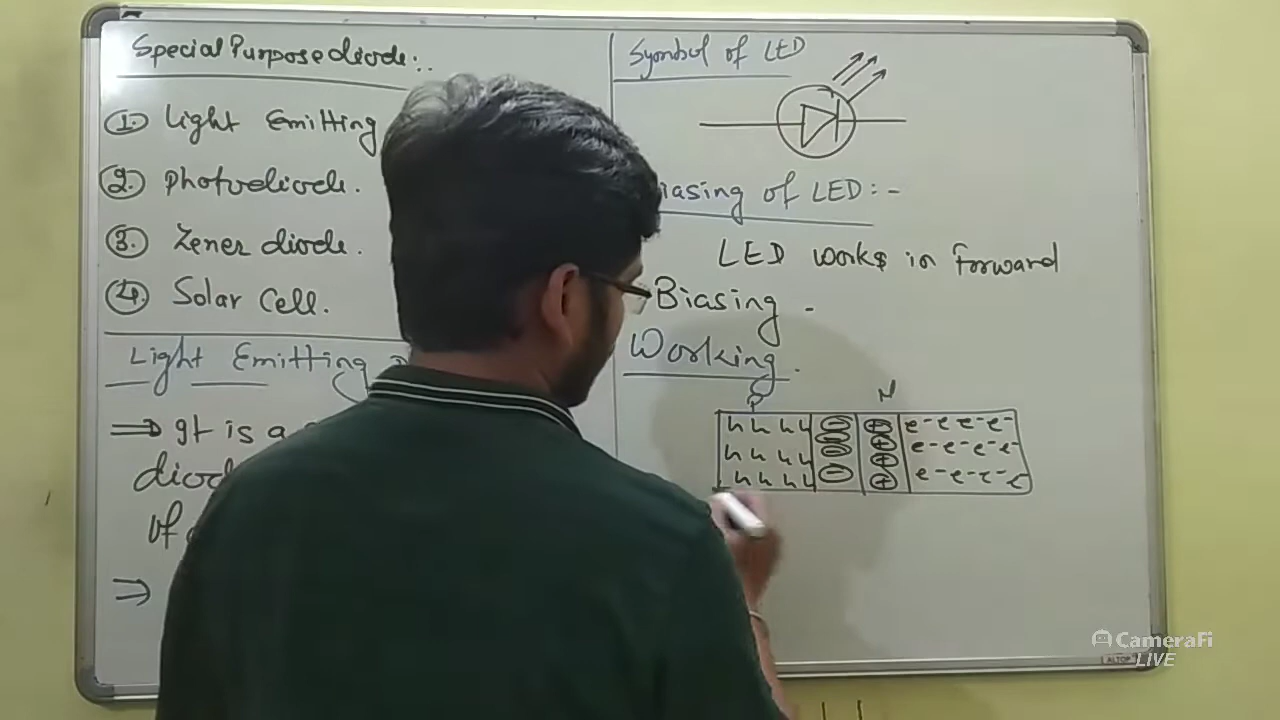 Special Purpose diode:.
① Light Emitting
② Photodiode.
③ Zener diode.
④ Solar Cell.
Light Emitting
⇒ It is a
diod
of
⇒
Symbol of LED
iasing of LED:-
LED works in forward
Biasing -
Working.
P N
h h h h - + e- e e- e-
h h h h - + e- e- e- e-
h h h h - + e- e- e- e
CameraFi
LIVE
ALTOP